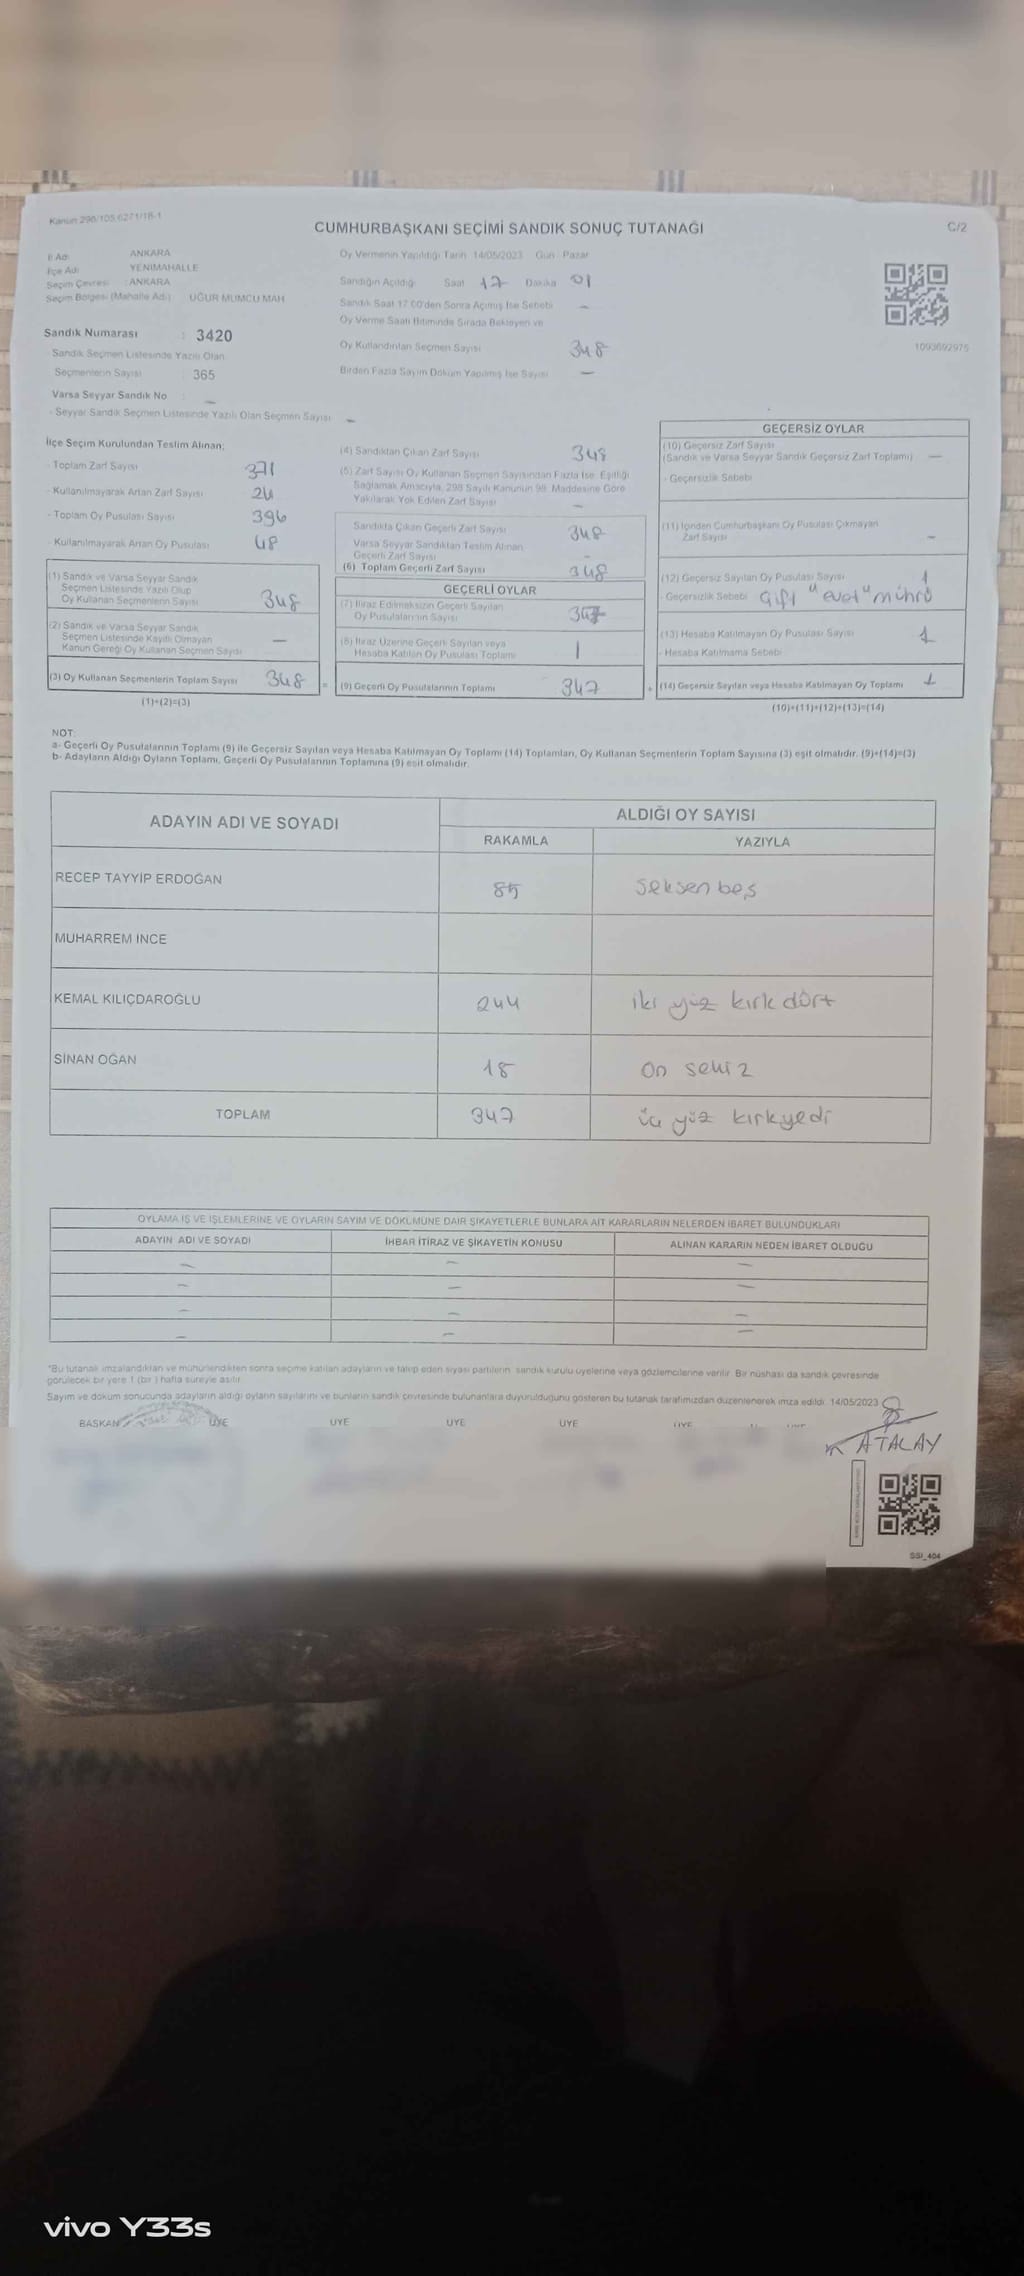 Kanun 298/105.6271/18-1
CUMHURBAŞKANI SEÇİMİ SANDIK SONUÇ TUTANAĞI
C/2
İl Adı ANKARA
İlçe Adı YENİMAHALLE
Seçim Çevresi : ANKARA
Seçim Bölgesi (Mahalle Adı) UĞUR MUMCU MAH
Sandık Numarası : 3420
- Sandık Seçmen Listesinde Yazılı Olan
Seçmenlerin Sayısı : 365
Varsa Seyyar Sandık No : —
- Seyyar Sandık Seçmen Listesinde Yazılı Olan Seçmen Sayısı —
Oy Vermenin Yapıldığı Tarih 14/05/2023 Gün : Pazar
Sandığın Açıldığı Saat 17 Dakika 01
Sandık Saat 17.00'den Sonra Açılmış İse Sebebi —
Oy Verme Saati Bitiminde Sırada Bekleyen ve
Oy Kullandırılan Seçmen Sayısı 348
Birden Fazla Sayım Döküm Yapılmış İse Sayısı —
1093692975
İlçe Seçim Kurulundan Teslim Alınan;
- Toplam Zarf Sayısı 371
- Kullanılmayarak Artan Zarf Sayısı 24
- Toplam Oy Pusulası Sayısı 396
- Kullanılmayarak Artan Oy Pusulası 48
(1) Sandık ve Varsa Seyyar Sandık
Seçmen Listesinde Yazılı Olup
Oy Kullanan Seçmenlerin Sayısı 348
(2) Sandık ve Varsa Seyyar Sandık
Seçmen Listesinde Kayıtlı Olmayan
Kanun Gereği Oy Kullanan Seçmen Sayısı —
(3) Oy Kullanan Seçmenlerin Toplam Sayısı 348 =
(1)+(2)=(3)
(4) Sandıktan Çıkan Zarf Sayısı 348
(5) Zarf Sayısı Oy Kullanan Seçmen Sayısından Fazla İse, Eşitliği
Sağlamak Amacıyla, 298 Sayılı Kanunun 98. Maddesine Göre
Yakılarak Yok Edilen Zarf Sayısı —
Sandıkta Çıkan Geçerli Zarf Sayısı 348
Varsa Seyyar Sandıktan Teslim Alınan
Geçerli Zarf Sayısı -
(6) Toplam Geçerli Zarf Sayısı 348
GEÇERLİ OYLAR
(7) İtiraz Edilmeksizin Geçerli Sayılan
Oy Pusulalarının Sayısı 347
(8) İtiraz Üzerine Geçerli Sayılan veya
Hesaba Katılan Oy Pusulası Toplamı |
(9) Geçerli Oy Pusulalarının Toplamı 347 +
GEÇERSİZ OYLAR
(10) Geçersiz Zarf Sayısı
(Sandık ve Varsa Seyyar Sandık Geçersiz Zarf Toplamı) —
- Geçersizlik Sebebi
(11) İçinden Cumhurbaşkanı Oy Pusulası Çıkmayan
Zarf Sayısı —
(12) Geçersiz Sayılan Oy Pusulası Sayısı 1
- Geçersizlik Sebebi Çift "evet" mührü
(13) Hesaba Katılmayan Oy Pusulası Sayısı 1
- Hesaba Katılmama Sebebi
(14) Geçersiz Sayılan veya Hesaba Katılmayan Oy Toplamı 1
(10)+(11)+(12)+(13)=(14)
NOT:
a- Geçerli Oy Pusulalarının Toplamı (9) ile Geçersiz Sayılan veya Hesaba Katılmayan Oy Toplamı (14) Toplamları, Oy Kullanan Seçmenlerin Toplam Sayısına (3) eşit olmalıdır. (9)+(14)=(3)
b- Adayların Aldığı Oyların Toplamı, Geçerli Oy Pusulalarının Toplamına (9) eşit olmalıdır.
ADAYIN ADI VE SOYADI
ALDIĞI OY SAYISI
RAKAMLA YAZIYLA
RECEP TAYYİP ERDOĞAN 85 Seksen beş
MUHARREM İNCE
KEMAL KILIÇDAROĞLU 244 iki yüz kırk dört
SİNAN OĞAN 18 on sekiz
TOPLAM 347 üç yüz kırkyedi
OYLAMA İŞ VE İŞLEMLERİNE VE OYLARIN SAYIM VE DÖKÜMÜNE DAİR ŞİKAYETLERLE BUNLARA AİT KARARLARIN NELERDEN İBARET BULUNDUKLARI
ADAYIN ADI VE SOYADI İHBAR İTİRAZ VE ŞİKAYETİN KONUSU ALINAN KARARIN NEDEN İBARET OLDUĞU
— — —
— — —
— — —
— — —
*Bu tutanak imzalandıktan ve mühürlendikten sonra seçime katılan adayların ve talep eden siyasi partilerin sandık kurulu üyelerine veya gözlemcilerine verilir. Bir nüshası da sandık çevresinde
görülecek bir yere 1 (bir) hafta süreyle asılır.
Sayım ve döküm sonucunda adayların aldığı oyların sayılarını ve bunların sandık çevresinde bulunanlara duyurulduğunu gösteren bu tutanak tarafımızdan düzenlenerek imza edildi. 14/05/2023
BAŞKAN ÜYE ÜYE ÜYE ÜYE ÜYE
ATALAY
SSİ_404
vivo Y33s